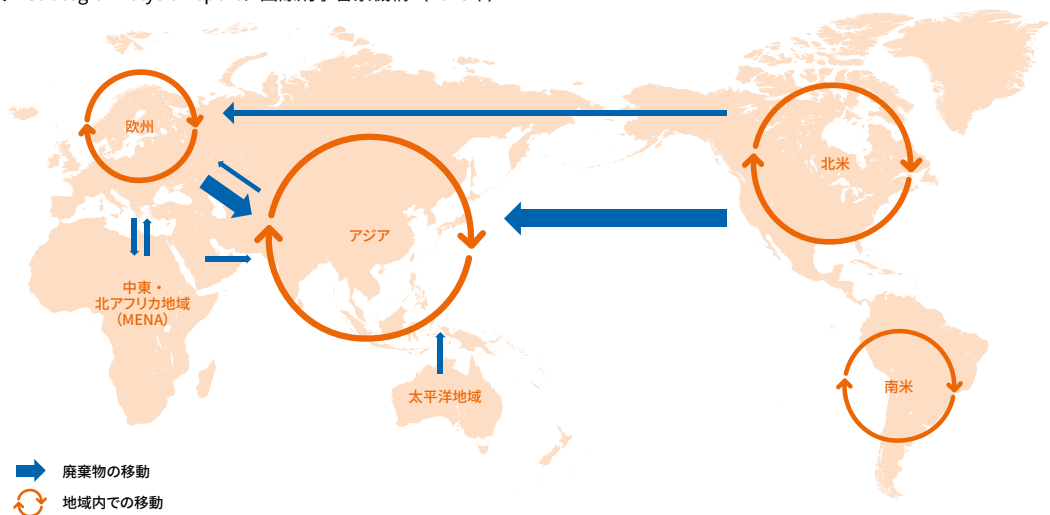 欧州
北米
アジア
中東・
北アフリカ地域
（MENA）
太平洋地域
南米
廃棄物の移動
地域内での移動